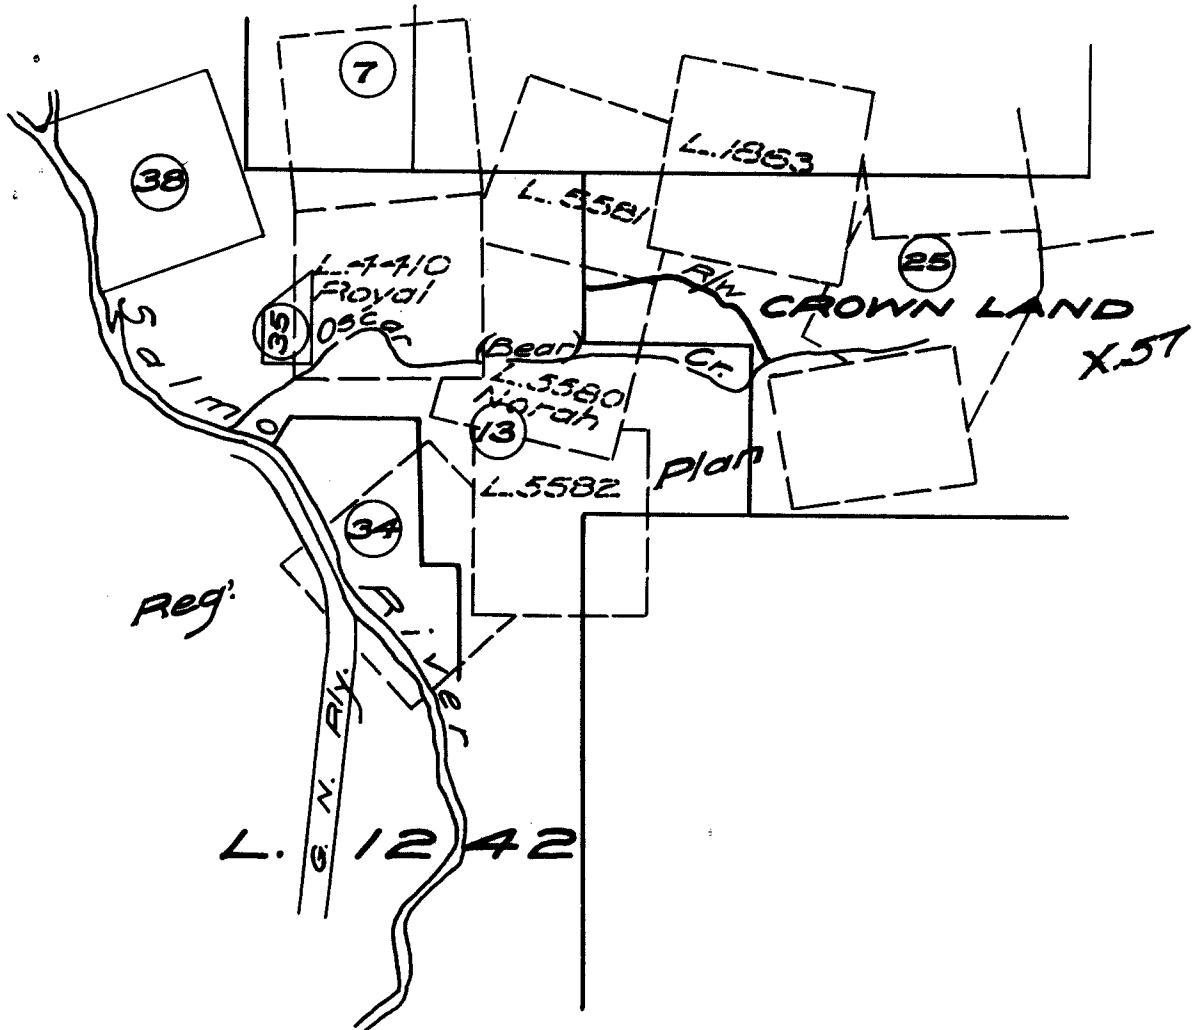 7
38
L. 1863
L. 5581
L. 4410
Royal
Oscar
35
R/W
25
CROWN LAND
X.57
(Bear) Cr.
L. 5580
Norah
13
Salmo River
Plan
L. 5582
34
Reg'.
G. N. Rly.
L. 1242